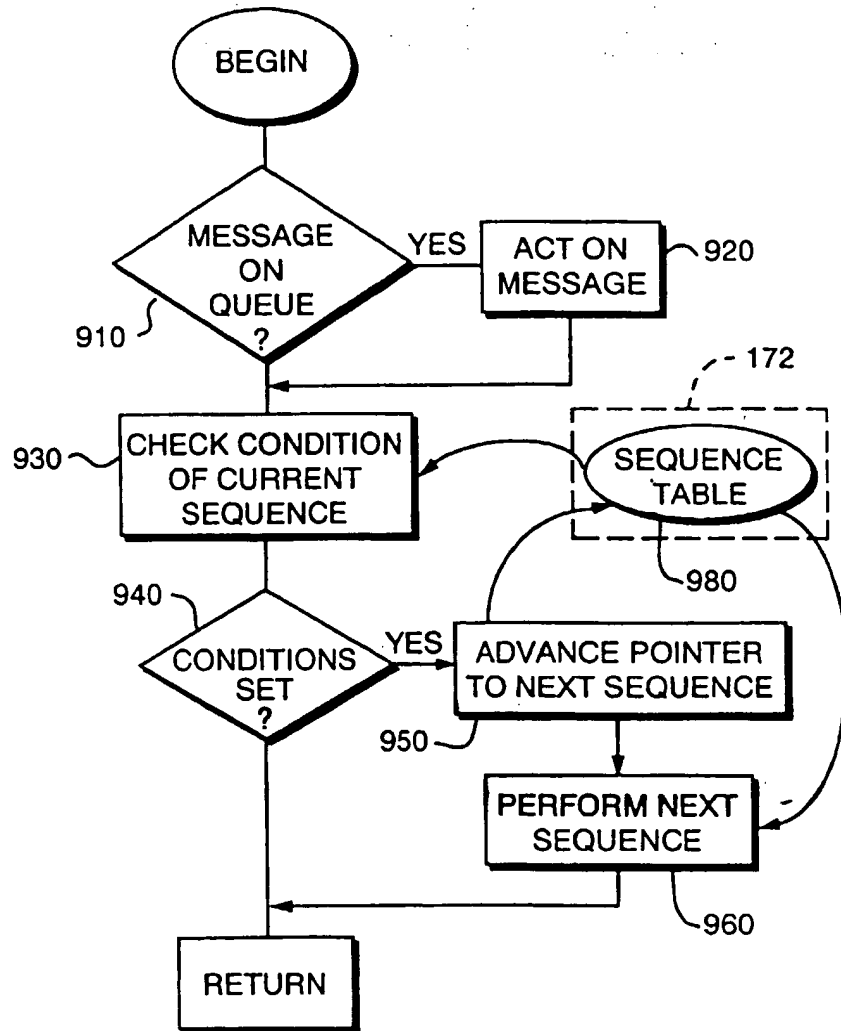 BEGIN
MESSAGE
ON
QUEUE
?
910
YES
ACT ON
MESSAGE
920
172
CHECK CONDITION
OF CURRENT
SEQUENCE
930
SEQUENCE
TABLE
980
940
CONDITIONS
SET
?
YES
ADVANCE POINTER
TO NEXT SEQUENCE
950
PERFORM NEXT
SEQUENCE
960
RETURN